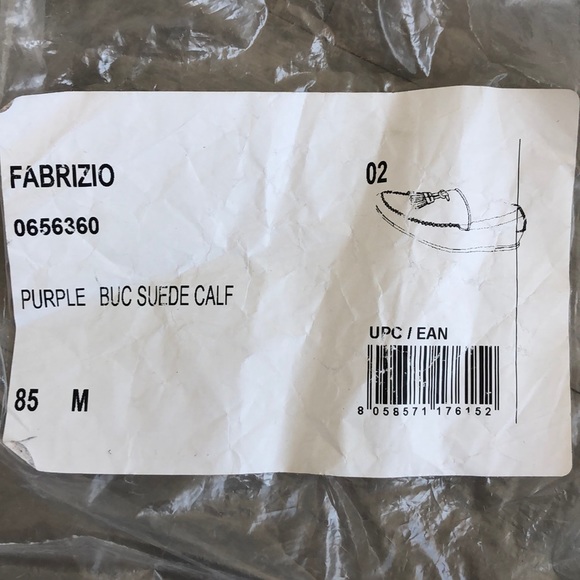 FABRIZIO
02
0656360
PURPLE BUC SUEDE CALF
UPC / EAN
85 M
8 058571 176152